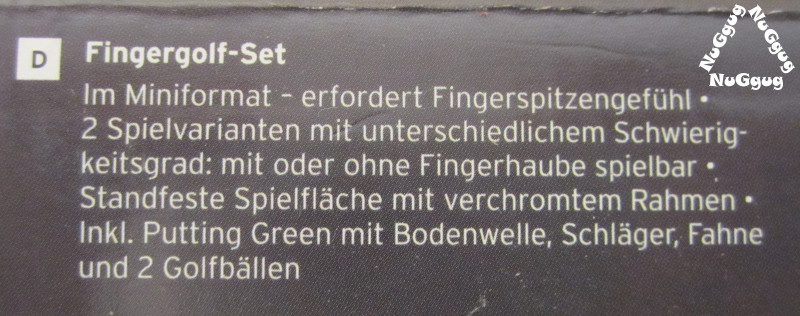 D
Fingergolf-Set
Im Miniformat – erfordert Fingerspitzengefühl •
2 Spielvarianten mit unterschiedlichem Schwierig-
keitsgrad: mit oder ohne Fingerhaube spielbar •
Standfeste Spielfläche mit verchromtem Rahmen •
Inkl. Putting Green mit Bodenwelle, Schläger, Fahne
und 2 Golfbällen
NuGgug
NuGgug
NuGgug